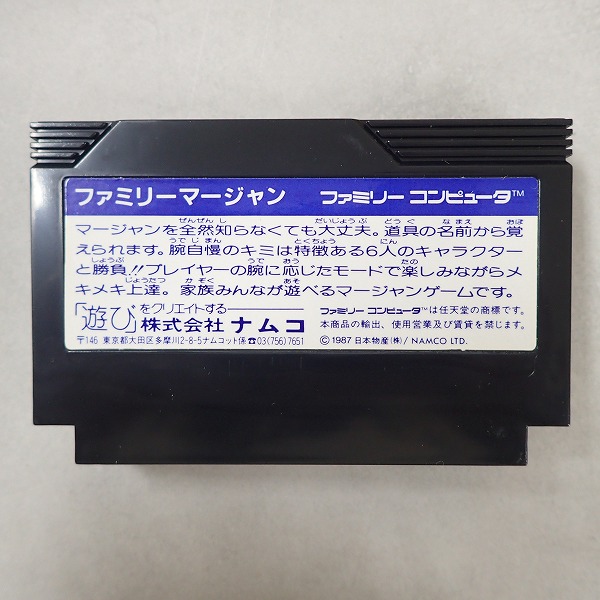 ファミリーマージャン ファミリー コンピュータ™
マージャンを全然知らなくても大丈夫。道具の名前から覚
えられます。腕自慢のキミは特徴ある6人のキャラクター
と勝負!!プレイヤーの腕に応じたモードで楽しみながらメ
キメキ上達。家族みんなが遊べるマージャンゲームです。
「遊び」をクリエイトする――
株式会社 ナムコ
〒146 東京都大田区多摩川2-8-5ナムコット係☎03(756)7651
ファミリー コンピュータ™は任天堂の商標です。
本商品の輸出、使用営業及び賃貸を禁じます。
©1987 日本物産(株)/NAMCO LTD.